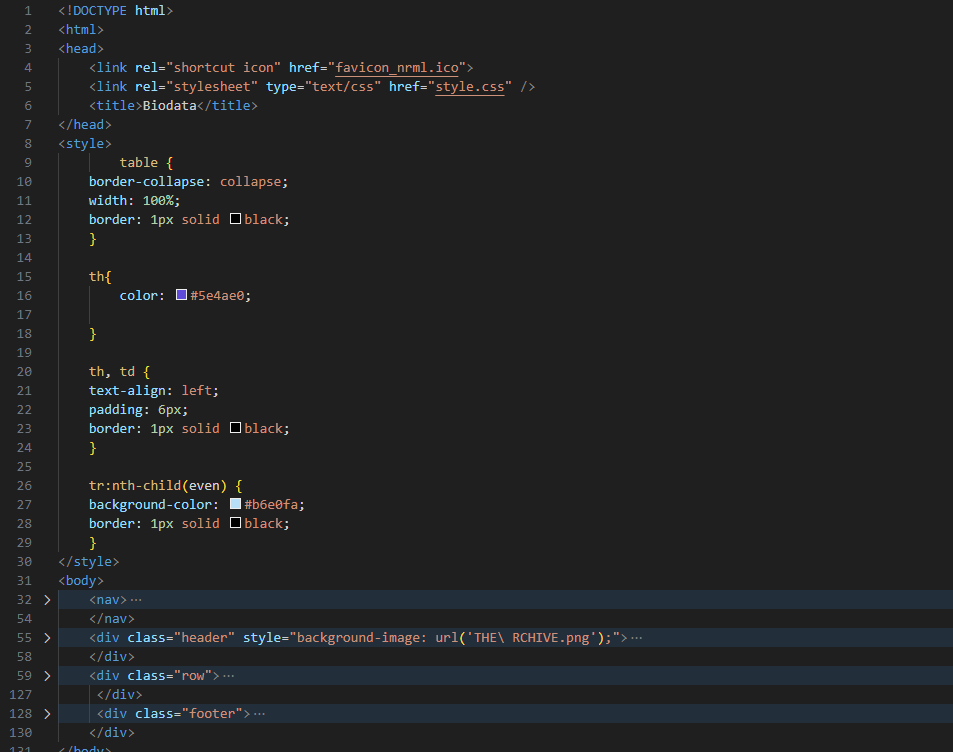 1 <!DOCTYPE html>
2 <html>
3 <head>
4 <link rel="shortcut icon" href="favicon_nrml.ico">
5 <link rel="stylesheet" type="text/css" href="style.css" />
6 <title>Biodata</title>
7 </head>
8 <style>
9 table {
10 border-collapse: collapse;
11 width: 100%;
12 border: 1px solid black;
13 }
14
15 th{
16 color: #5e4ae0;
17
18 }
19
20 th, td {
21 text-align: left;
22 padding: 6px;
23 border: 1px solid black;
24 }
25
26 tr:nth-child(even) {
27 background-color: #b6e0fa;
28 border: 1px solid black;
29 }
30 </style>
31 <body>
32 <nav>…
54 </nav>
55 <div class="header" style="background-image: url('THE\ RCHIVE.png');">…
58 </div>
59 <div class="row">…
127 </div>
128 <div class="footer">…
130 </div>
131 </body>